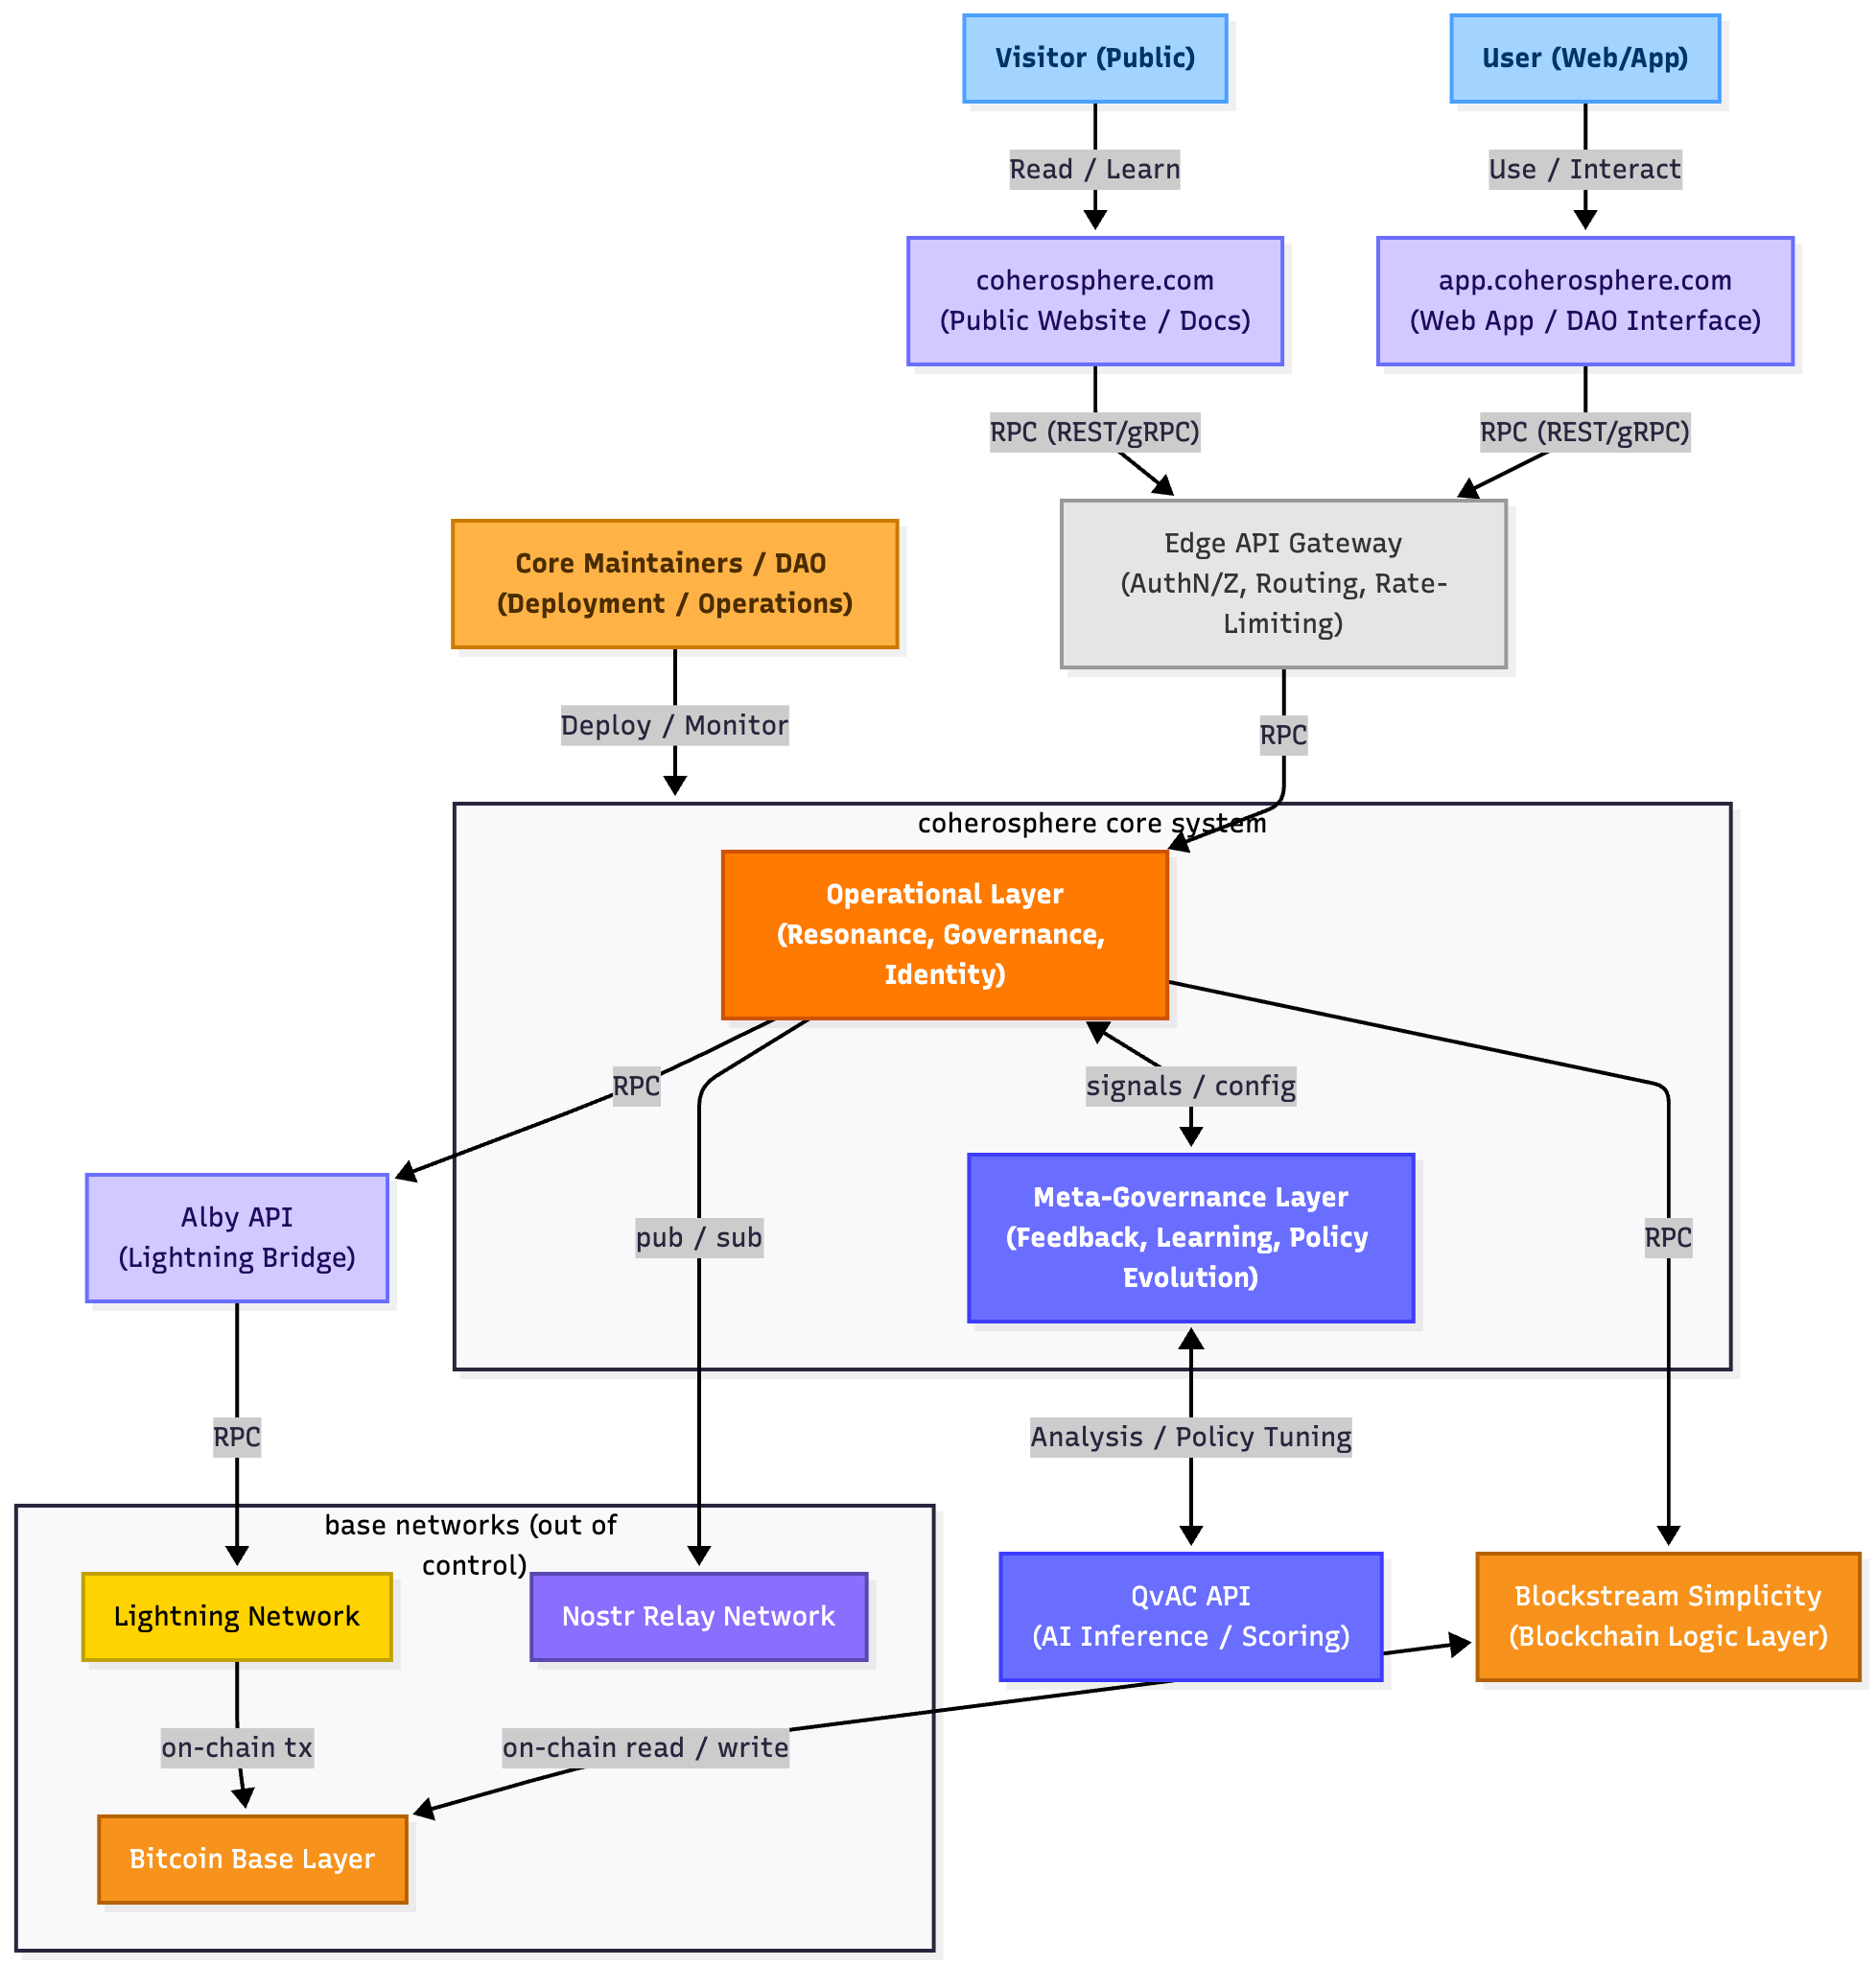 Visitor (Public)
User (Web/App)
Read / Learn
Use / Interact
coherosphere.com
(Public Website / Docs)
app.coherosphere.com
(Web App / DAO Interface)
RPC (REST/gRPC)
RPC (REST/gRPC)
Core Maintainers / DAO
(Deployment / Operations)
Edge API Gateway
(AuthN/Z, Routing, Rate-
Limiting)
Deploy / Monitor
RPC
coherosphere core system
Operational Layer
(Resonance, Governance,
Identity)
RPC
signals / config
Alby API
(Lightning Bridge)
pub / sub
Meta-Governance Layer
(Feedback, Learning, Policy
Evolution)
RPC
RPC
Analysis / Policy Tuning
base networks (out of
control)
Lightning Network
Nostr Relay Network
QvAC API
(AI Inference / Scoring)
Blockstream Simplicity
(Blockchain Logic Layer)
on-chain tx
on-chain read / write
Bitcoin Base Layer